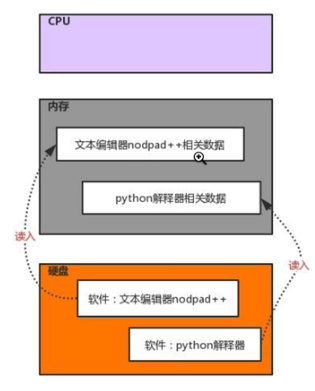 CPU
内存
文本编辑器nodpad++相关数据
python解释器相关数据
读入
读入
硬盘
软件：文本编辑器nodpad++
软件：python解释器